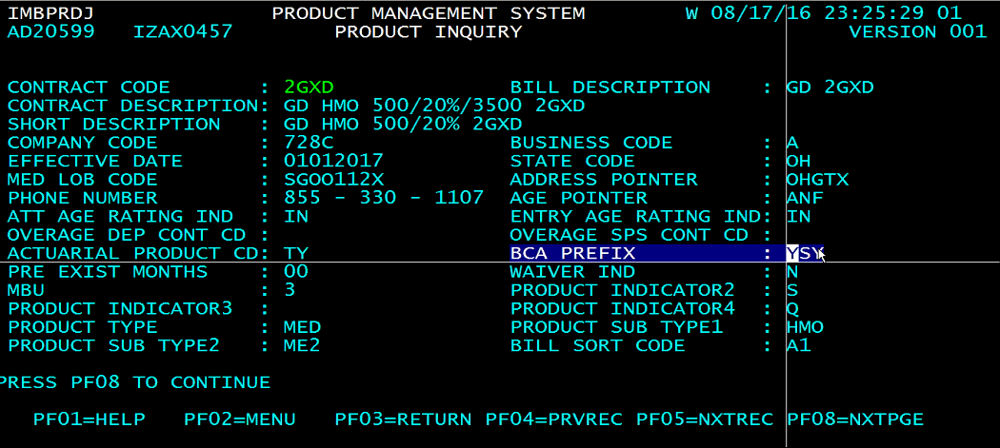 IMBPRDJ PRODUCT MANAGEMENT SYSTEM W 08/17/16 23:25:29 01
AD20599 IZAX0457 PRODUCT INQUIRY VERSION 001
CONTRACT CODE : 2GXD BILL DESCRIPTION : GD 2GXD
CONTRACT DESCRIPTION: GD HMO 500/20%/3500 2GXD
SHORT DESCRIPTION : GD HMO 500/20% 2GXD
COMPANY CODE : 728C BUSINESS CODE : A
EFFECTIVE DATE : 01012017 STATE CODE : OH
MED LOB CODE : SGOO112X ADDRESS POINTER : OHGTX
PHONE NUMBER : 855 - 330 - 1107 AGE POINTER : ANF
ATT AGE RATING IND : IN ENTRY AGE RATING IND: IN
OVERAGE DEP CONT CD : OVERAGE SPS CONT CD :
ACTUARIAL PRODUCT CD: TY BCA PREFIX : YSY
PRE EXIST MONTHS : 00 WAIVER IND : N
MBU : 3 PRODUCT INDICATOR2 : S
PRODUCT INDICATOR3 : PRODUCT INDICATOR4 : Q
PRODUCT TYPE : MED PRODUCT SUB TYPE1 : HMO
PRODUCT SUB TYPE2 : ME2 BILL SORT CODE : A1
PRESS PF08 TO CONTINUE
PF01=HELP PF02=MENU PF03=RETURN PF04=PRVREC PF05=NXTREC PF08=NXTPGE